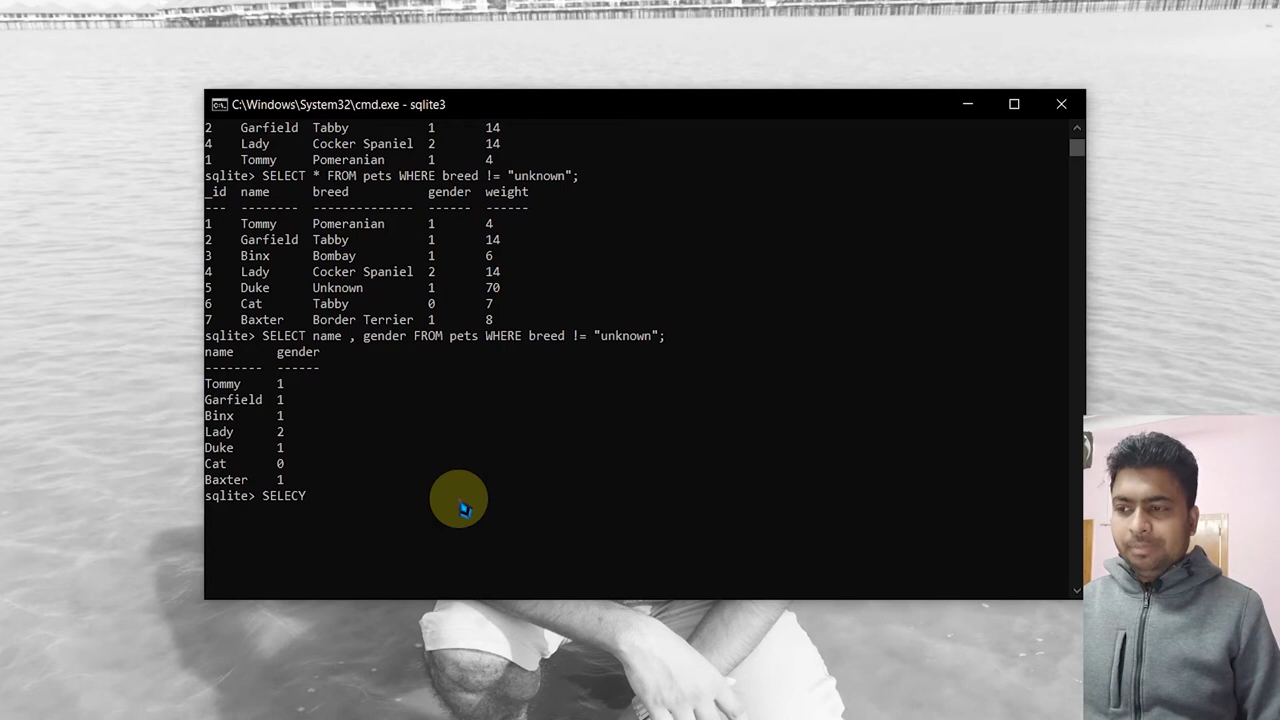 C:\Windows\System32\cmd.exe - sqlite3
2    Garfield  Tabby           1       14
4    Lady      Cocker Spaniel  2       14
1    Tommy     Pomeranian      1       4
sqlite> SELECT * FROM pets WHERE breed != "unknown";
_id  name      breed           gender  weight
---  --------  --------------  ------  ------
1    Tommy     Pomeranian      1       4
2    Garfield  Tabby           1       14
3    Binx      Bombay          1       6
4    Lady      Cocker Spaniel  2       14
5    Duke      Unknown         1       70
6    Cat       Tabby           0       7
7    Baxter    Border Terrier  1       8
sqlite> SELECT name , gender FROM pets WHERE breed != "unknown";
name      gender
--------  ------
Tommy     1
Garfield  1
Binx      1
Lady      2
Duke      1
Cat       0
Baxter    1
sqlite> SELECY